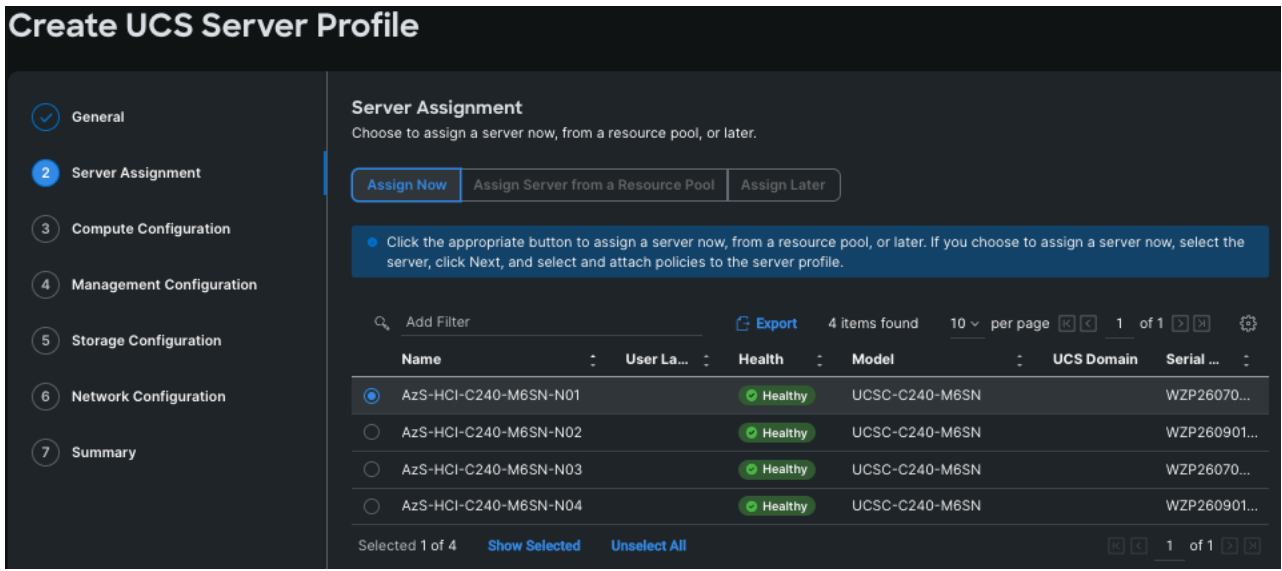 Create UCS Server Profile
General
2 Server Assignment
3 Compute Configuration
4 Management Configuration
5 Storage Configuration
6 Network Configuration
7 Summary
Server Assignment
Choose to assign a server now, from a resource pool, or later.
Assign Now Assign Server from a Resource Pool Assign Later
Click the appropriate button to assign a server now, from a resource pool, or later. If you choose to assign a server now, select the
server, click Next, and select and attach policies to the server profile.
Add Filter Export 4 items found 10 per page 1 of 1
Name User La... Health Model UCS Domain Serial ...
AzS-HCI-C240-M6SN-N01 Healthy UCSC-C240-M6SN WZP26070...
AzS-HCI-C240-M6SN-N02 Healthy UCSC-C240-M6SN WZP260901...
AzS-HCI-C240-M6SN-N03 Healthy UCSC-C240-M6SN WZP26070...
AzS-HCI-C240-M6SN-N04 Healthy UCSC-C240-M6SN WZP260901...
Selected 1 of 4 Show Selected Unselect All 1 of 1